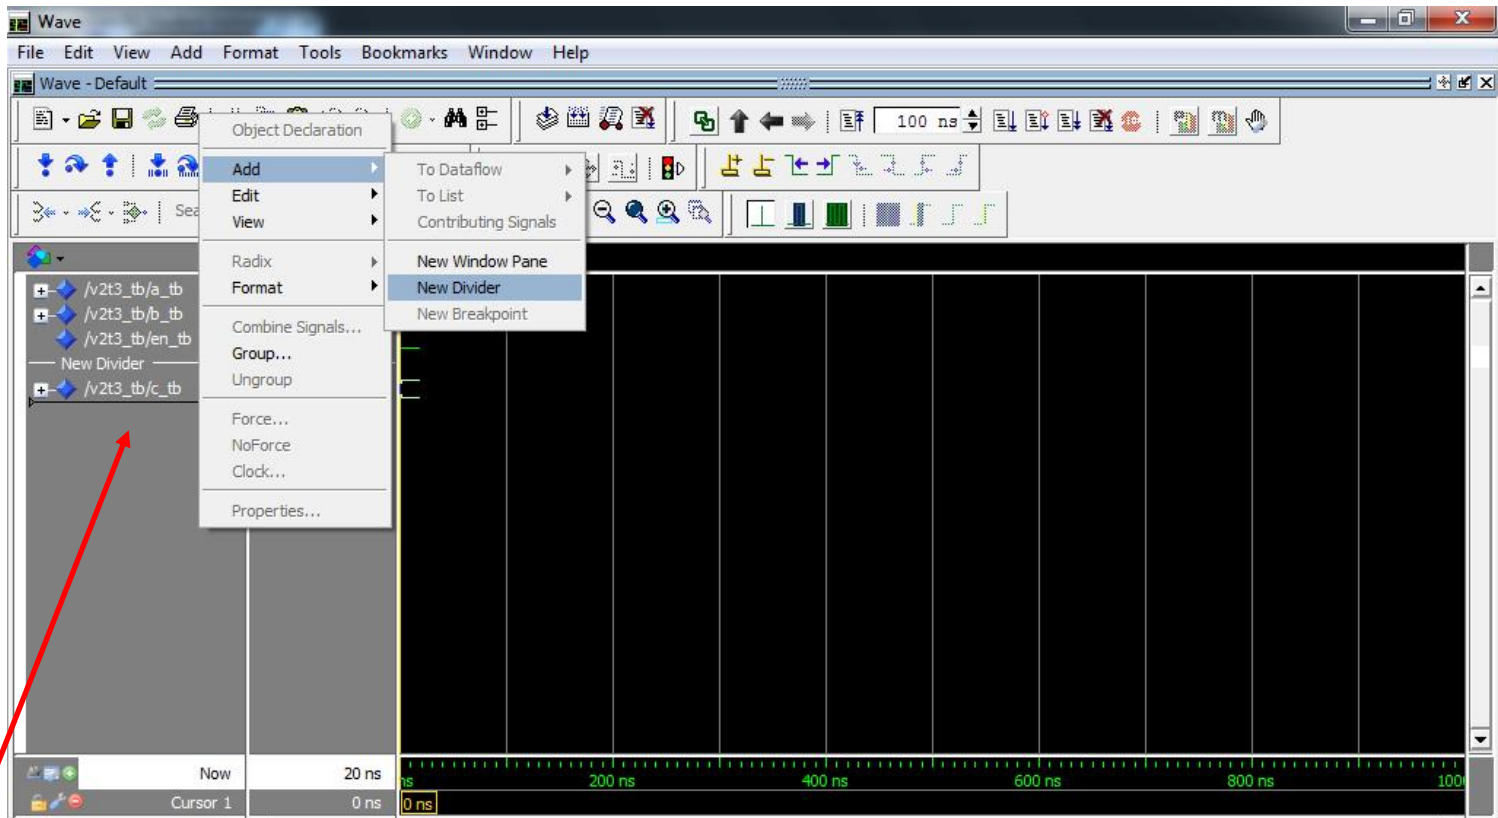 Wave
File Edit View Add Format Tools Bookmarks Window Help
Wave - Default
100 ns
Sea
Object Declaration
Add
Edit
View
Radix
Format
Combine Signals...
Group...
Ungroup
Force...
NoForce
Clock...
Properties...
To Dataflow
To List
Contributing Signals
New Window Pane
New Divider
New Breakpoint
/v2t3_tb/a_tb
/v2t3_tb/b_tb
/v2t3_tb/en_tb
New Divider
/v2t3_tb/c_tb
Now 20 ns
ns 200 ns 400 ns 600 ns 800 ns 100
Cursor 1 0 ns 0 ns